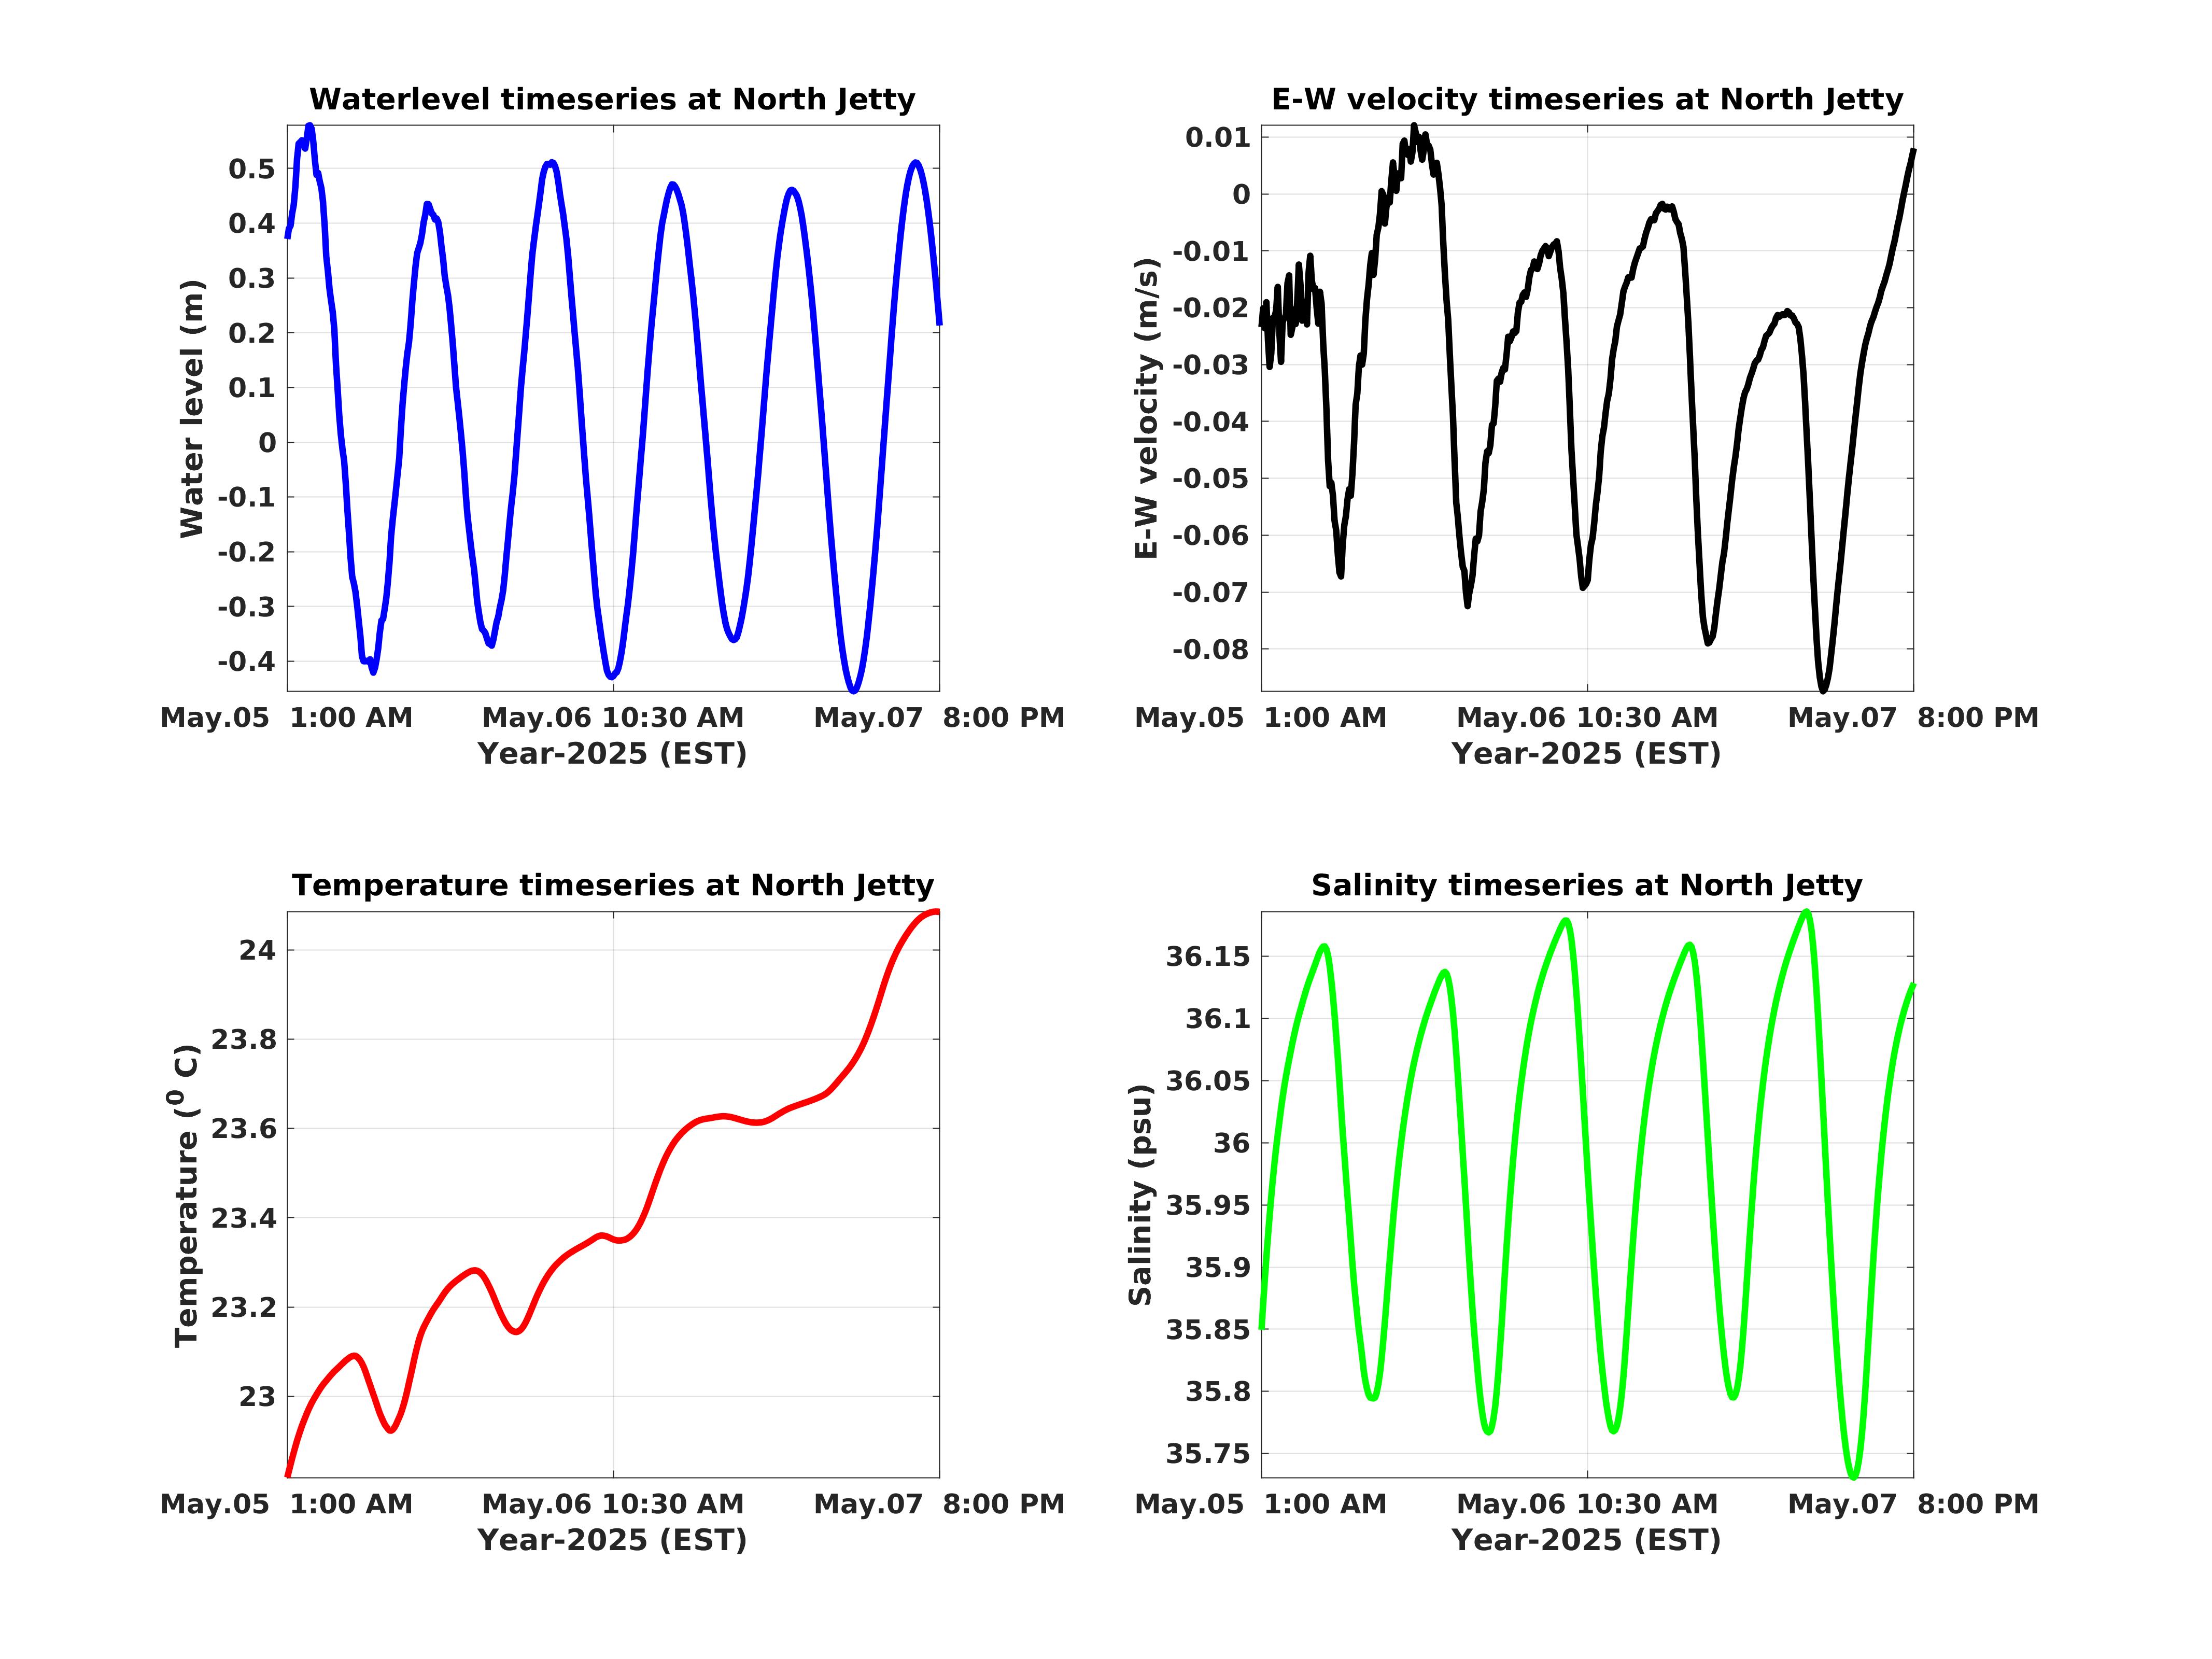 Waterlevel timeseries at North Jetty
0.5
0.4
0.3
0.2
0.1
0
-0.1
-0.2
-0.3
-0.4
Water level (m)
May.05 1:00 AM May.06 10:30 AM May.07 8:00 PM
Year-2025 (EST)
E-W velocity timeseries at North Jetty
0.01
0
-0.01
-0.02
-0.03
-0.04
-0.05
-0.06
-0.07
-0.08
E-W velocity (m/s)
May.05 1:00 AM May.06 10:30 AM May.07 8:00 PM
Year-2025 (EST)
Temperature timeseries at North Jetty
24
23.8
23.6
23.4
23.2
23
Temperature (⁰ C)
May.05 1:00 AM May.06 10:30 AM May.07 8:00 PM
Year-2025 (EST)
Salinity timeseries at North Jetty
36.15
36.1
36.05
36
35.95
35.9
35.85
35.8
35.75
Salinity (psu)
May.05 1:00 AM May.06 10:30 AM May.07 8:00 PM
Year-2025 (EST)